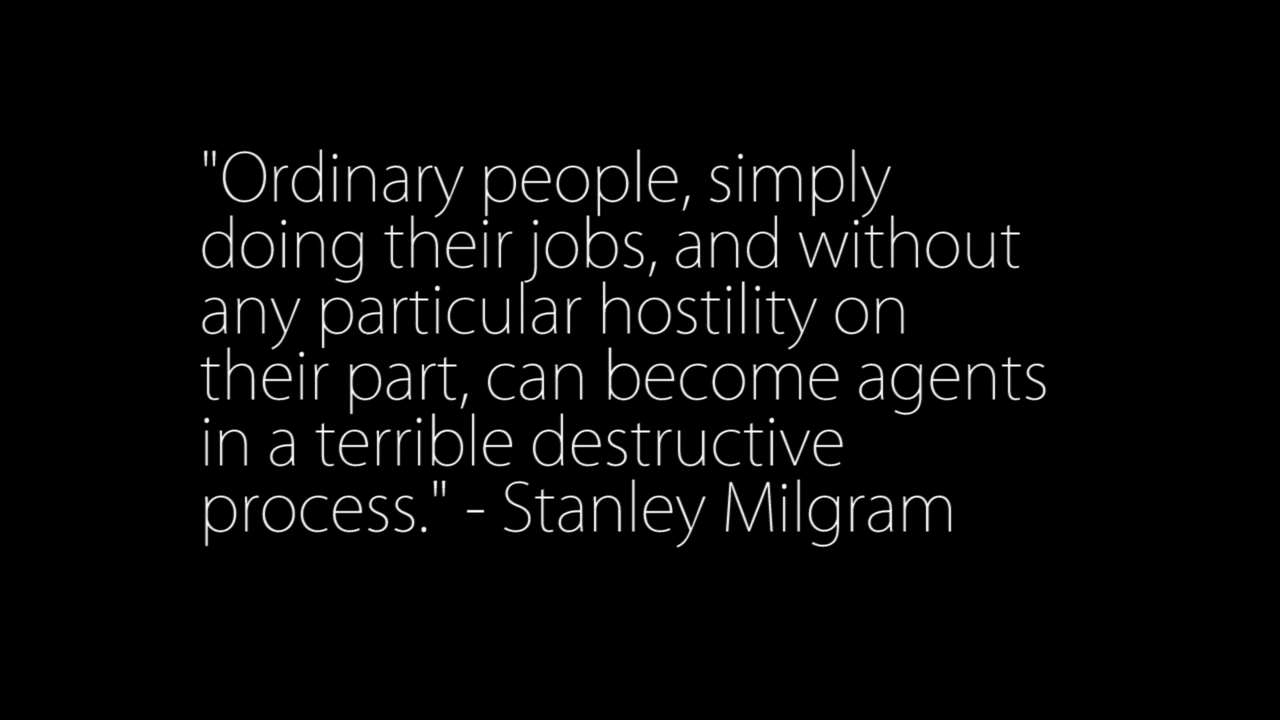 "Ordinary people, simply
doing their jobs, and without
any particular hostility on
their part, can become agents
in a terrible destructive
process." - Stanley Milgram